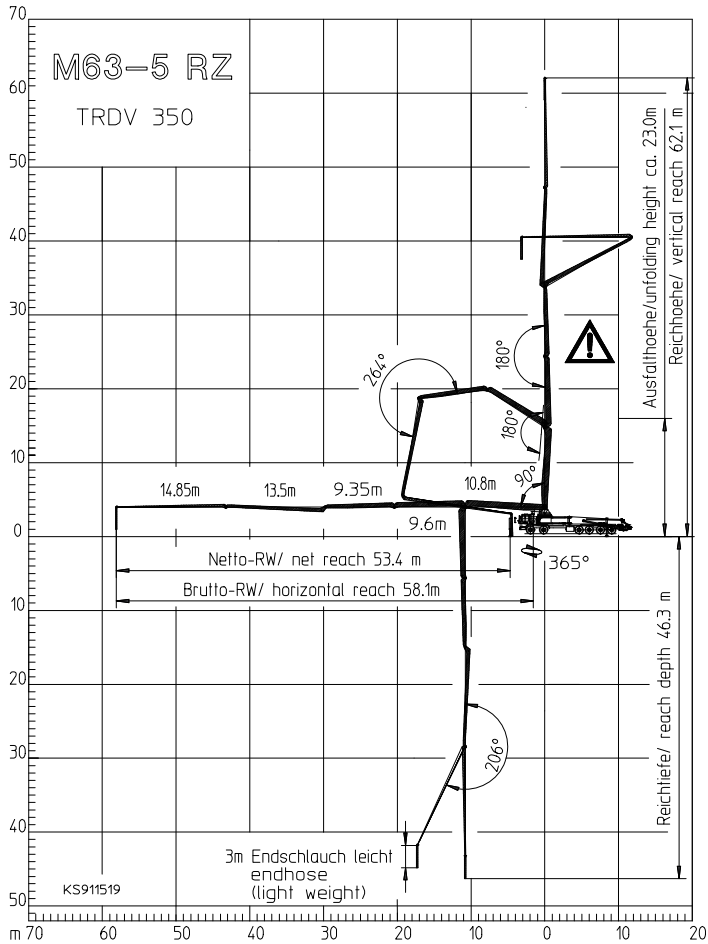 M63-5 RZ
TRDV 350
70
60
50
40
30
20
10
0
10
20
30
40
50
Ausfalthoehe/unfolding height ca. 23.0m
Reichhoehe/ vertical reach 62.1 m
180°
264°
180°
90°
14.85m
13.5m
9.35m
10.8m
9.6m
Netto-RW/ net reach 53.4 m
365°
Brutto-RW/ horizontal reach 58.1m
Reichtiefe/ reach depth 46.3 m
206°
3m Endschlauch leicht
endhose
(light weight)
KS911519
m 70 60 50 40 30 20 10 0 10 20